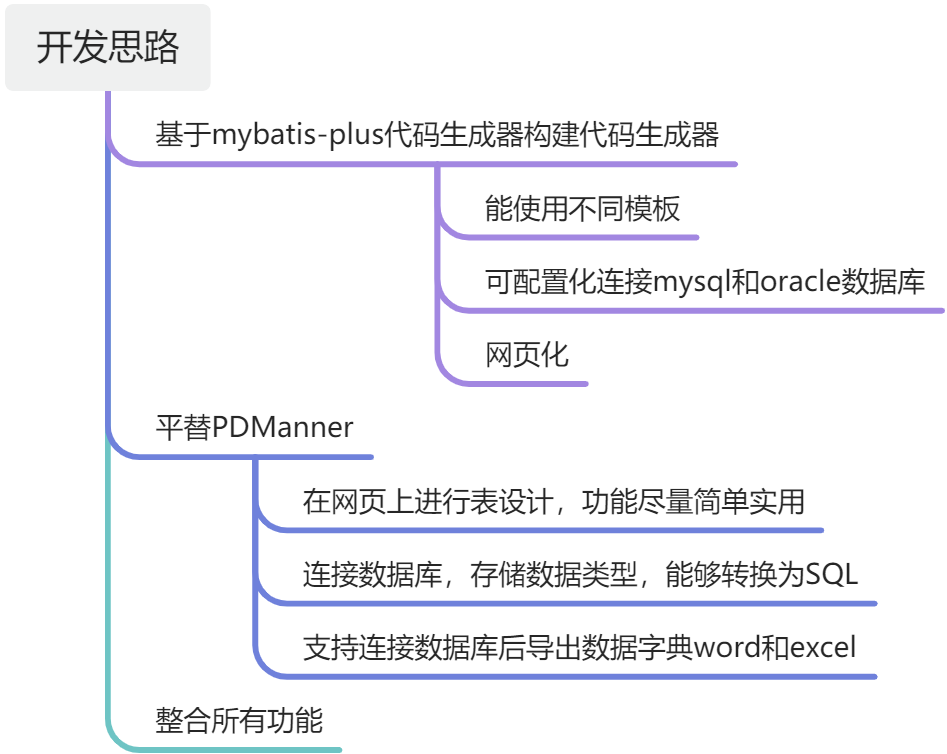 开发思路
基于mybatis-plus代码生成器构建代码生成器
能使用不同模板
可配置化连接mysql和oracle数据库
网页化
平替PDManner
在网页上进行表设计，功能尽量简单实用
连接数据库，存储数据类型，能够转换为SQL
支持连接数据库后导出数据字典word和excel
整合所有功能